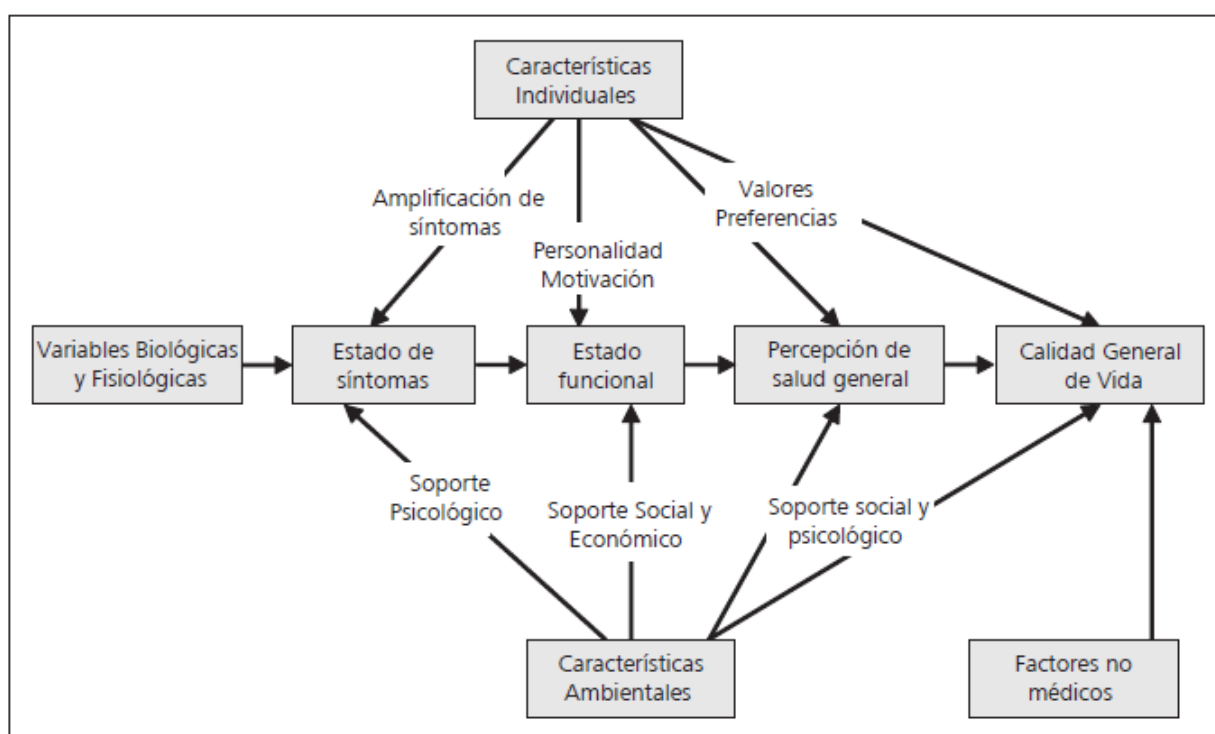 Características
Individuales
Amplificación de
síntomas
Personalidad
Motivación
Valores
Preferencias
Variables Biológicas
y Fisiológicas
Estado de
síntomas
Estado
funcional
Percepción de
salud general
Calidad General
de Vida
Soporte
Psicológico
Soporte Social y
Económico
Soporte social y
psicológico
Características
Ambientales
Factores no
médicos